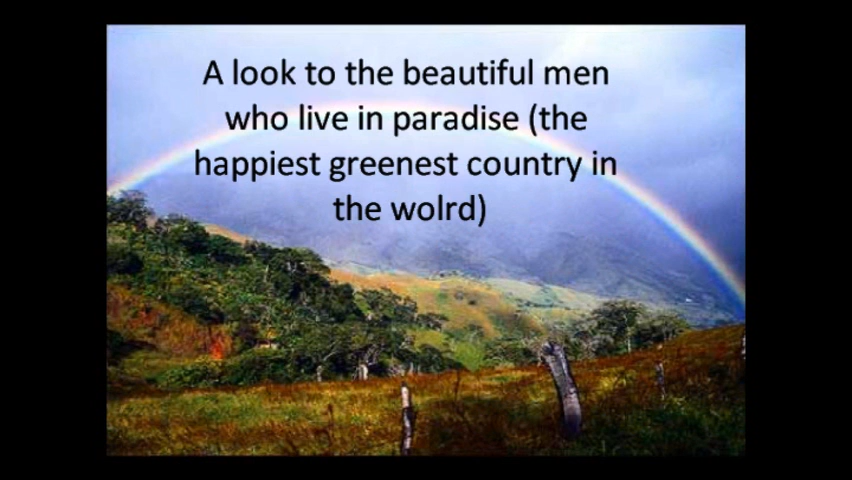 A look to the beautiful men
who live in paradise (the
happiest greenest country in
the wolrd)